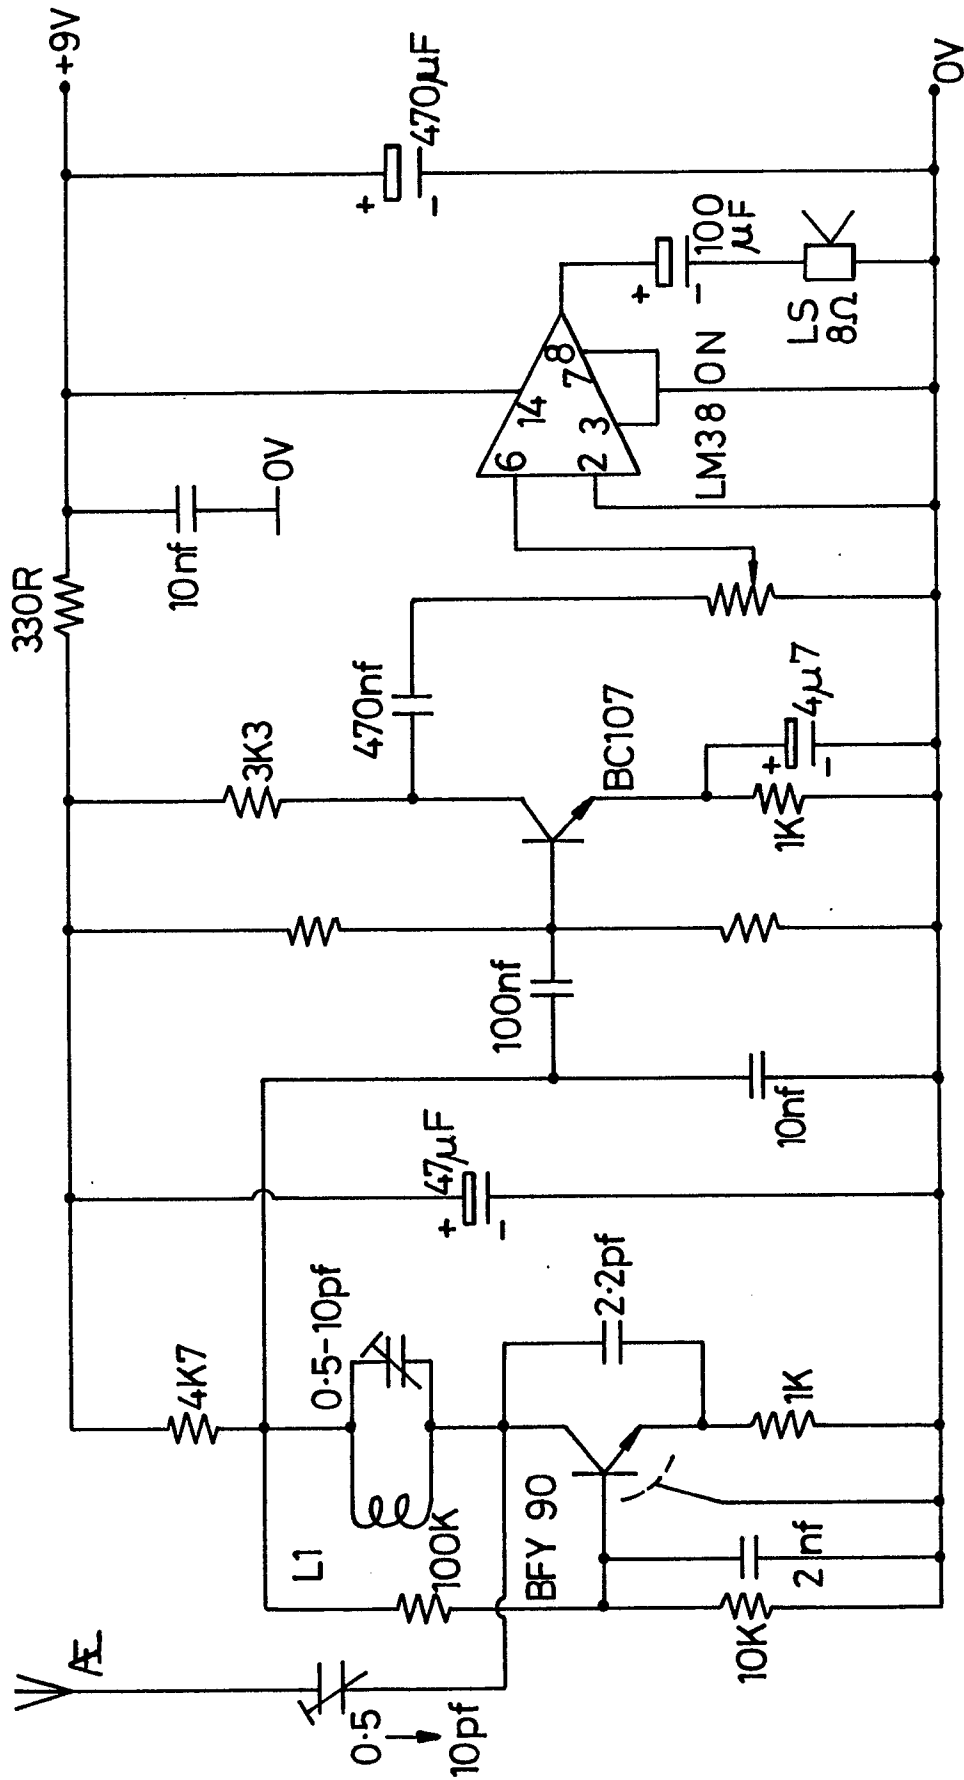 Æ
0·5
10pf
L1
100K
10K
2nf
BFY 90
4K7
0·5-10pf
2·2pf
1K
+
47µF
-
10nf
100nf
3K3
470nf
BC107
1K
+
4µ7
-
330R
10nf
0V
6
14
2
3
7
8
LM380N
+
100
µF
-
LS
8Ω
+
470µF
-
+9V
0V